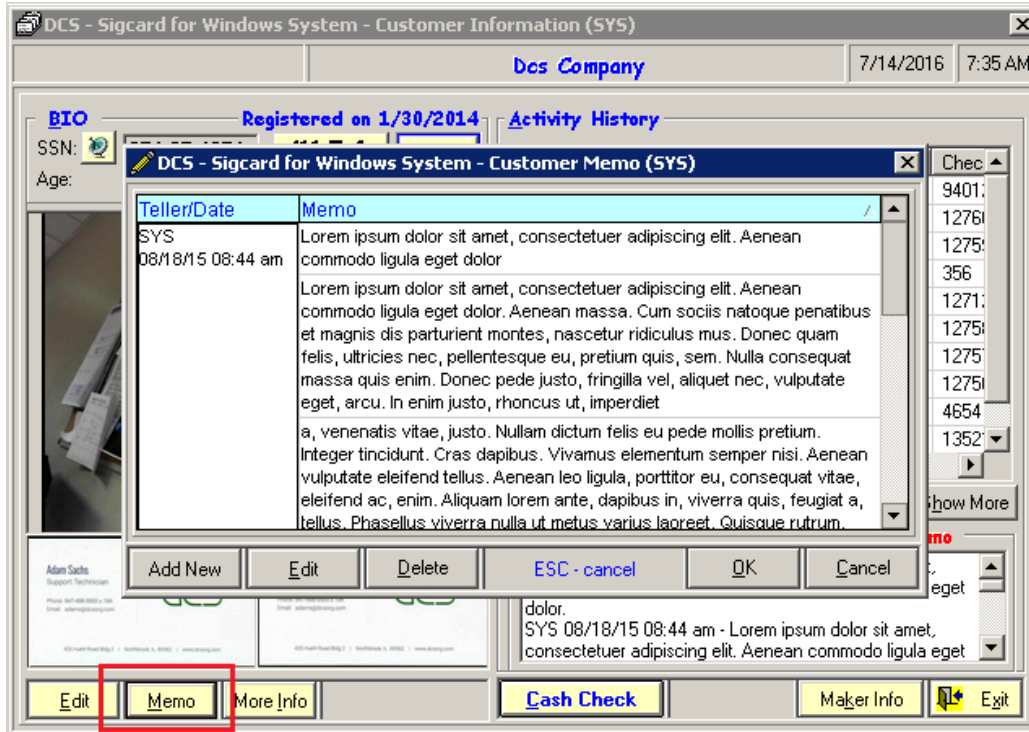 DCS - Sigcard for Windows System - Customer Information (SYS)
Dcs Company
7/14/2016
7:35 AM
BIO
Registered on 1/30/2014
Activity History
SSN:
Age:
DCS - Sigcard for Windows System - Customer Memo (SYS)
Teller/Date
Memo
SYS
08/18/15 08:44 am
Lorem ipsum dolor sit amet, consectetuer adipiscing elit. Aenean
commodo ligula eget dolor
Lorem ipsum dolor sit amet, consectetuer adipiscing elit. Aenean
commodo ligula eget dolor. Aenean massa. Cum sociis natoque penatibus
et magnis dis parturient montes, nascetur ridiculus mus. Donec quam
felis, ultricies nec, pellentesque eu, pretium quis, sem. Nulla consequat
massa quis enim. Donec pede justo, fringilla vel, aliquet nec, vulputate
eget, arcu. In enim justo, rhoncus ut, imperdiet
a, venenatis vitae, justo. Nullam dictum felis eu pede mollis pretium.
Integer tincidunt. Cras dapibus. Vivamus elementum semper nisi. Aenean
vulputate eleifend tellus. Aenean leo ligula, porttitor eu, consequat vitae,
eleifend ac, enim. Aliquam lorem ante, dapibus in, viverra quis, feugiat a,
tellus. Phasellus viverra nulla ut metus varius laoreet. Quisque rutrum.
Add New
Edit
Delete
ESC - cancel
OK
Cancel
Chec
9401
1276
1275
356
1271
1275
1275
1275
4654
1352
Show More
eget
dolor.
SYS 08/18/15 08:44 am - Lorem ipsum dolor sit amet,
consectetuer adipiscing elit. Aenean commodo ligula eget
Adam Sachs
Support Technician
Edit
Memo
More Info
Cash Check
Maker Info
Exit